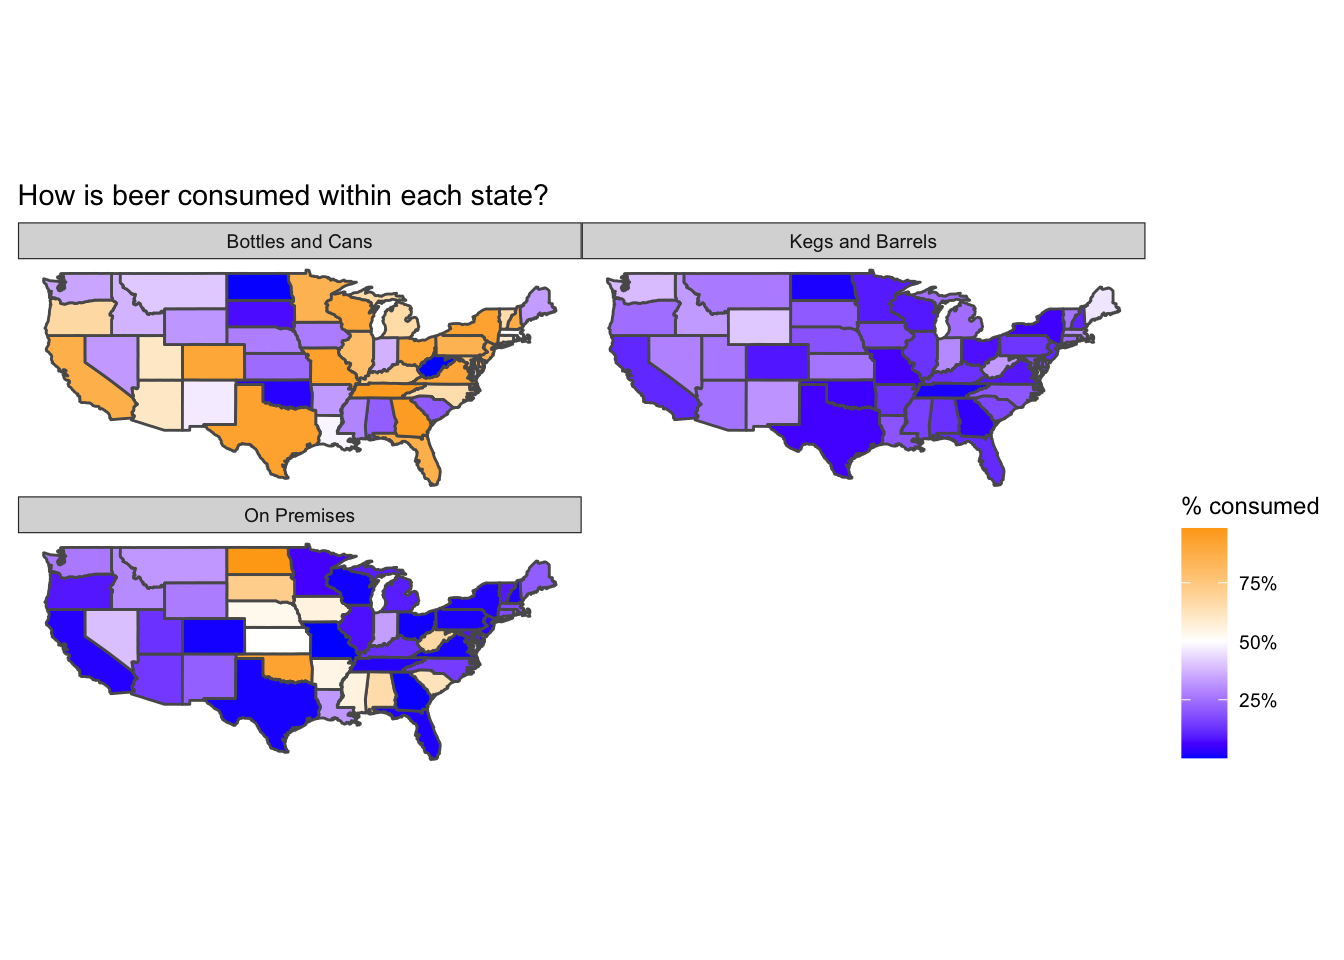 How is beer consumed within each state?
Bottles and Cans
Kegs and Barrels
On Premises
% consumed
75%
50%
25%